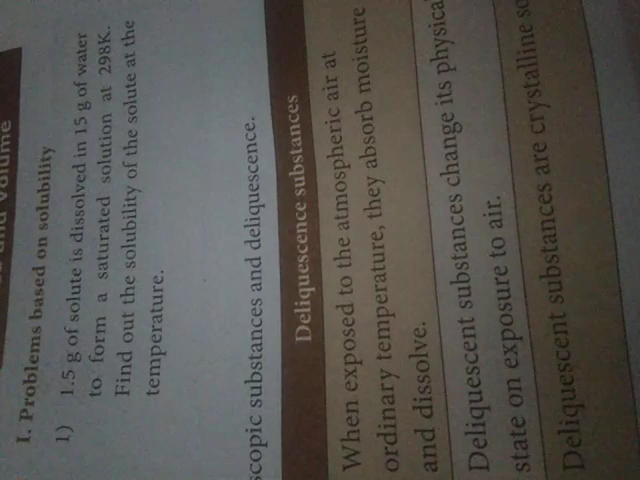 I. Problems based on solubility
1) 1.5 g of solute is dissolved in 15 g of water
to form a saturated solution at 298K.
Find out the solubility of the solute at the
temperature.
scopic substances and deliquescence.
Deliquescence substances
When exposed to the atmospheric air at
ordinary temperature, they absorb moisture
and dissolve.
Deliquescent substances change its physica
state on exposure to air.
Deliquescent substances are crystalline so